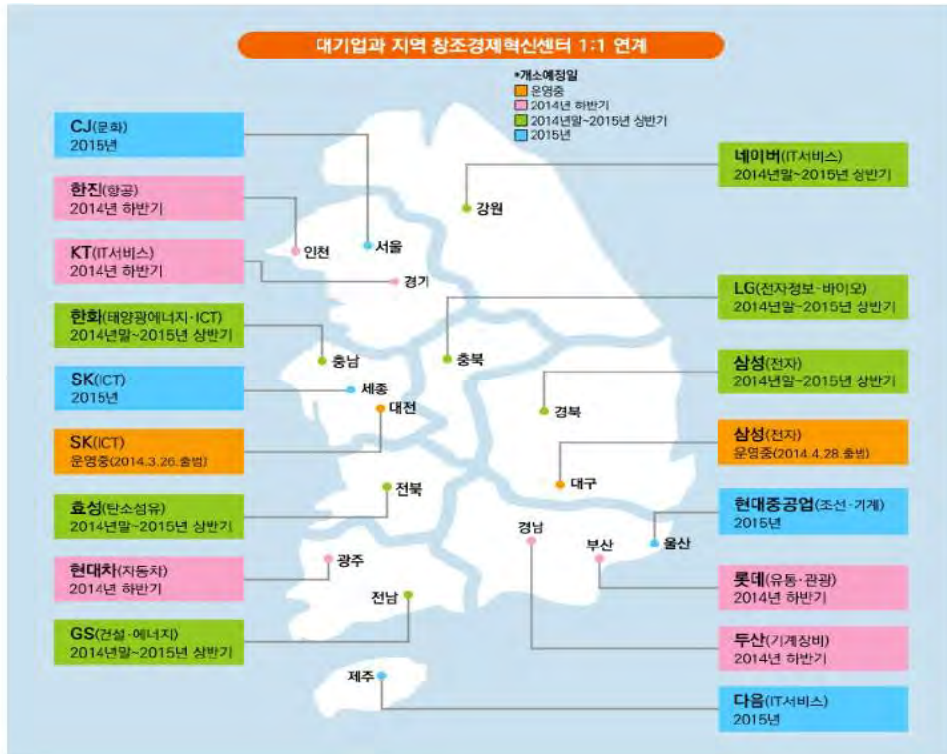 대기업과 지역 창조경제혁신센터 1:1 연계
*개소예정일
운영중
2014년 하반기
2014년말~2015년 상반기
2015년
CJ(문화)
2015년
한진(항공)
2014년 하반기
KT(IT서비스)
2014년 하반기
한화(태양광에너지·ICT)
2014년말~2015년 상반기
SK(ICT)
2015년
SK(ICT)
운영중(2014.3.26.출범)
효성(탄소섬유)
2014년말~2015년 상반기
현대차(자동차)
2014년 하반기
GS(건설·에너지)
2014년말~2015년 상반기
강원
서울
인천
경기
충남
충북
세종
대전
경북
대구
전북
경남
부산
울산
광주
전남
제주
네이버(IT서비스)
2014년말~2015년 상반기
LG(전자정보·바이오)
2014년말~2015년 상반기
삼성(전자)
2014년말~2015년 상반기
삼성(전자)
운영중(2014.4.28.출범)
현대중공업(조선·기계)
2015년
롯데(유통·관광)
2014년 하반기
두산(기계장비)
2014년 하반기
다음(IT서비스)
2015년